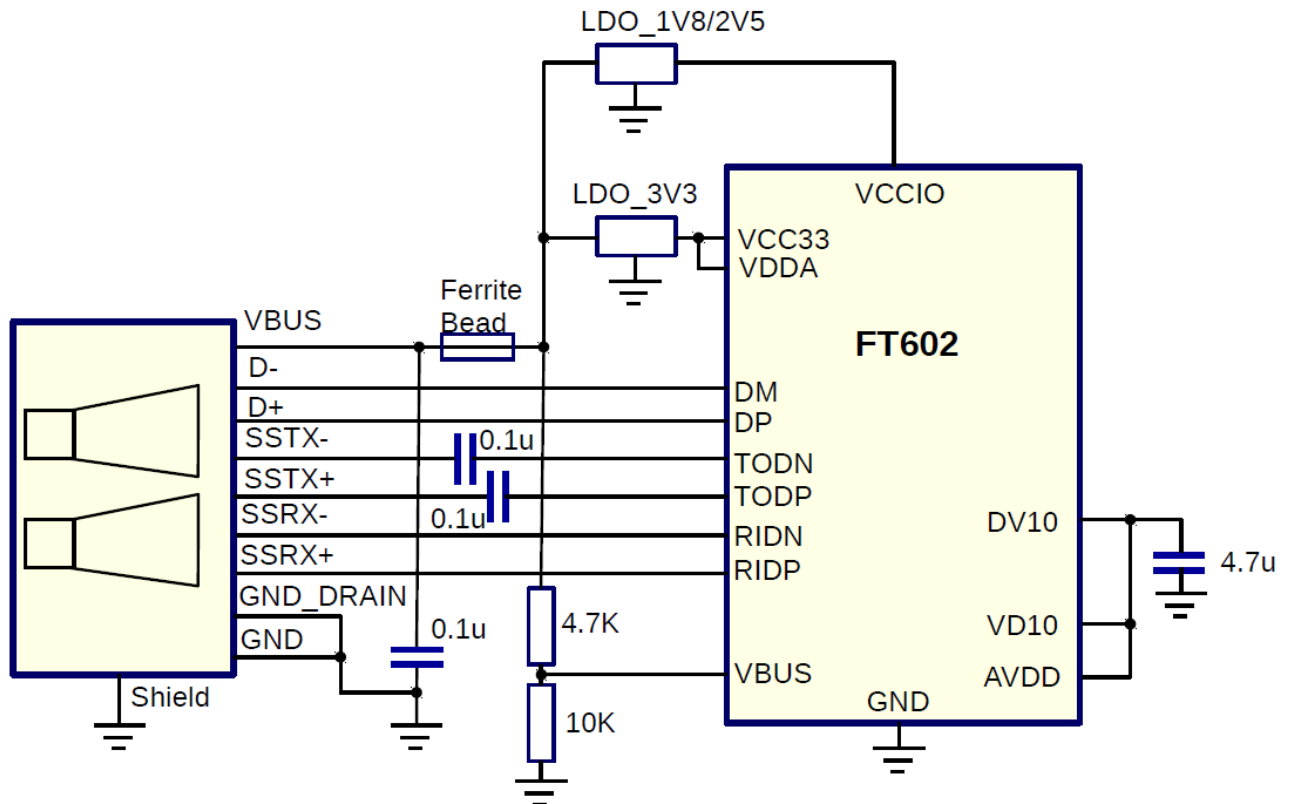 LDO_1V8/2V5
VCCIO
LDO_3V3
VCC33
VDDA
Ferrite
Bead
VBUS
FT602
D-
DM
D+
DP
SSTX-
0.1u
TODN
SSTX+
TODP
0.1u
SSRX-
RIDN
DV10
SSRX+
RIDP
4.7u
GND_DRAIN
4.7K
0.1u
VD10
GND
VBUS
AVDD
Shield
GND
10K